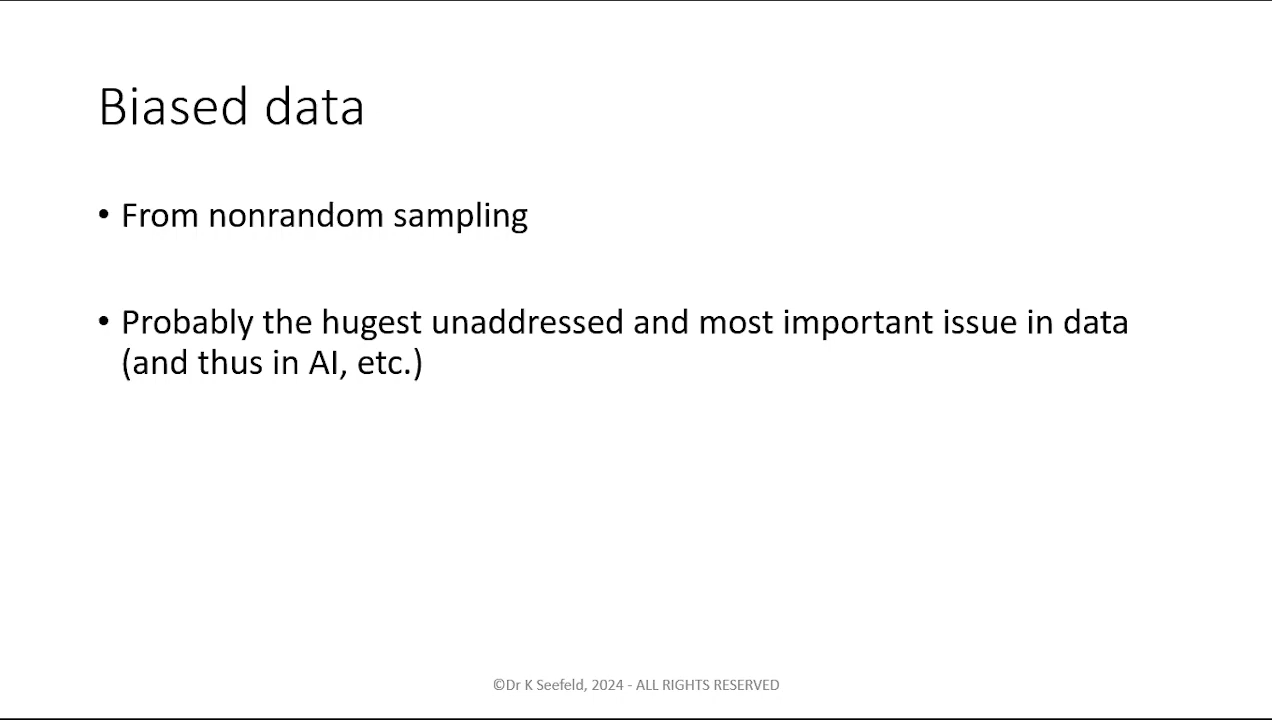 Biased data
• From nonrandom sampling
• Probably the hugest unaddressed and most important issue in data
(and thus in AI, etc.)
©Dr K Seefeld, 2024 - ALL RIGHTS RESERVED